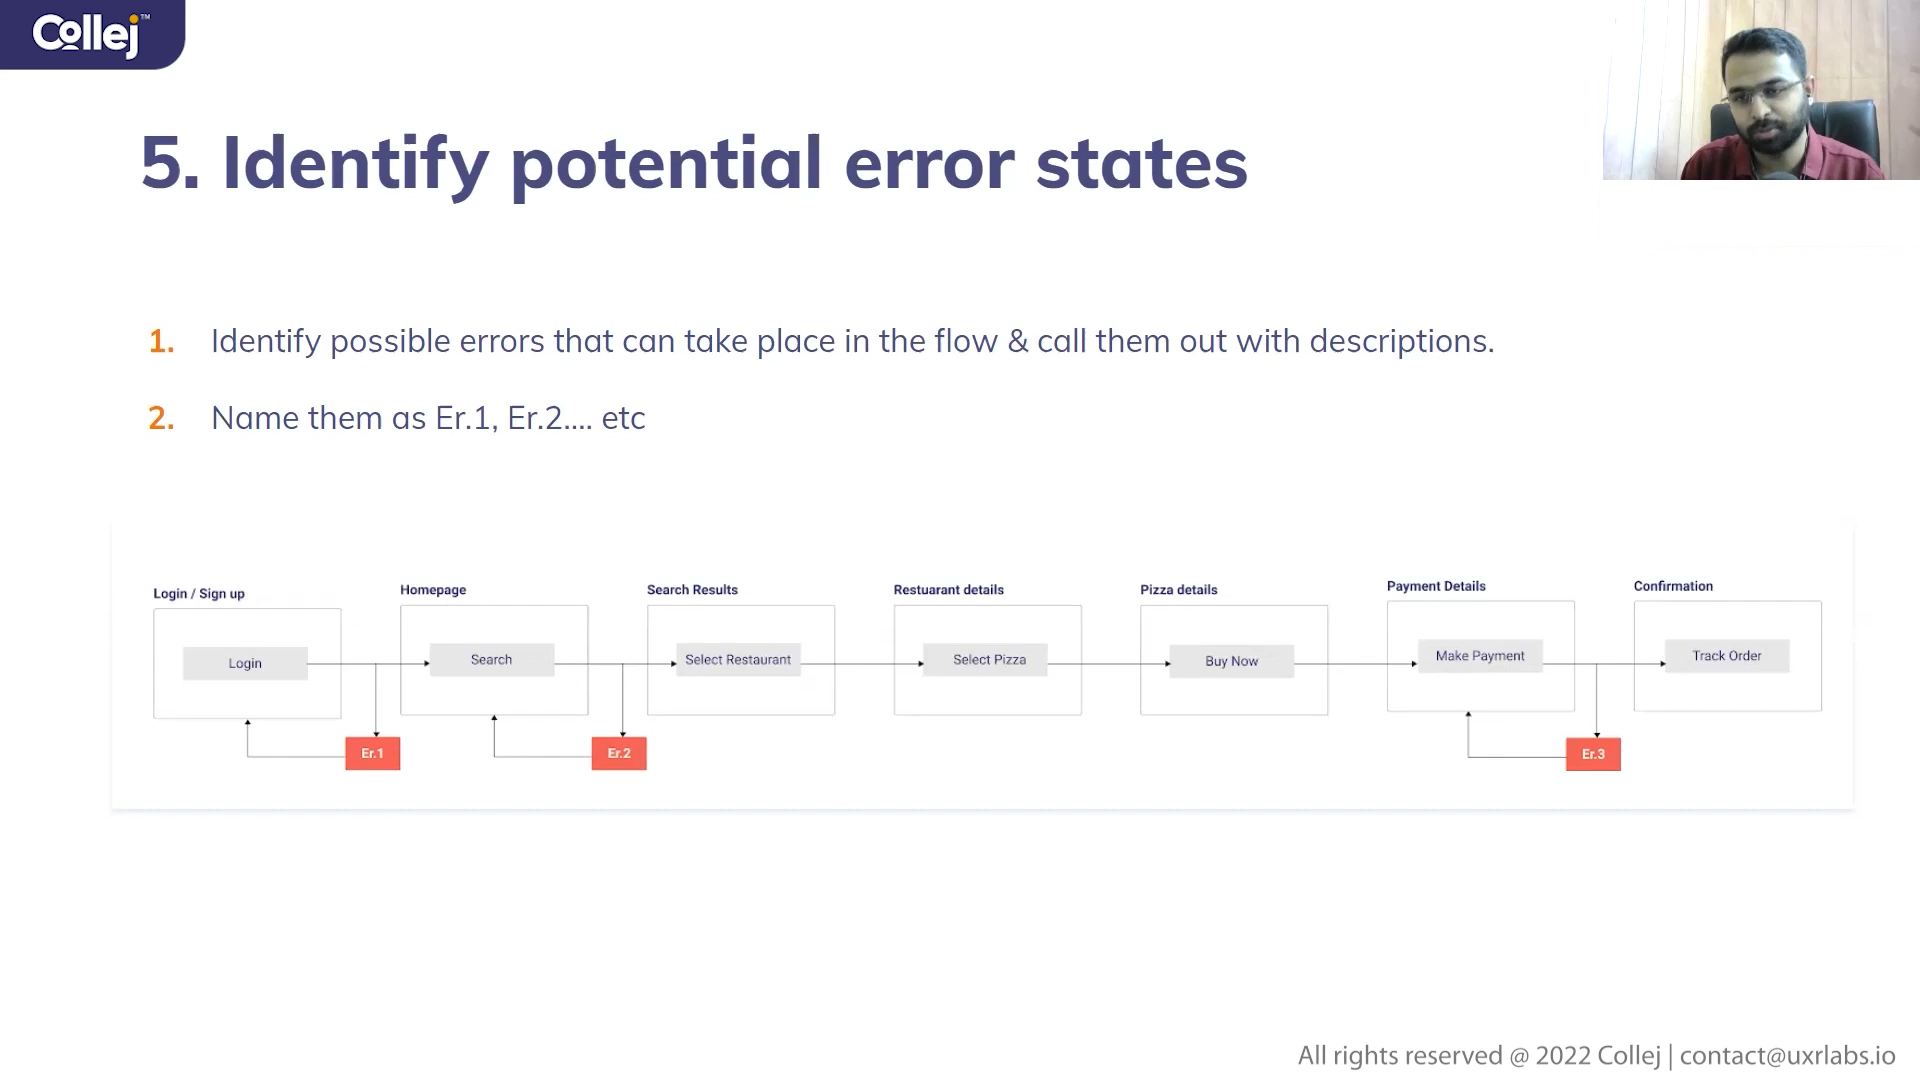 Collej™
5. Identify potential error states
1. Identify possible errors that can take place in the flow & call them out with descriptions.
2. Name them as Er.1, Er.2.... etc
Login / Sign up
Homepage
Search Results
Restuarant details
Pizza details
Payment Details
Confirmation
Login
Search
Select Restaurant
Select Pizza
Buy Now
Make Payment
Track Order
Er.1
Er.2
Er.3
All rights reserved @ 2022 Collej | contact@uxrlabs.io